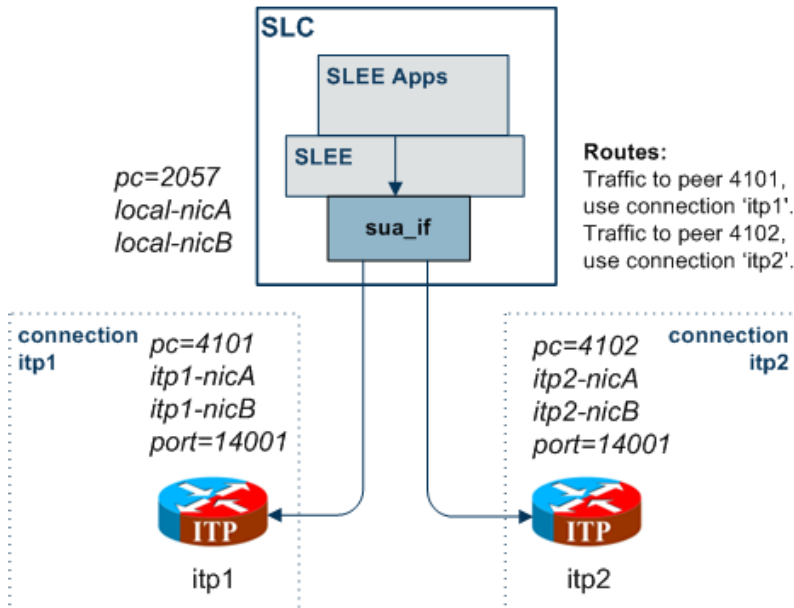 SLC
SLEE Apps
SLEE
sua_if
pc=2057
local-nicA
local-nicB
Routes:
Traffic to peer 4101,
use connection 'itp1'.
Traffic to peer 4102,
use connection 'itp2'.
connection
itp1
pc=4101
itp1-nicA
itp1-nicB
port=14001
ITP
itp1
connection
itp2
pc=4102
itp2-nicA
itp2-nicB
port=14001
ITP
itp2